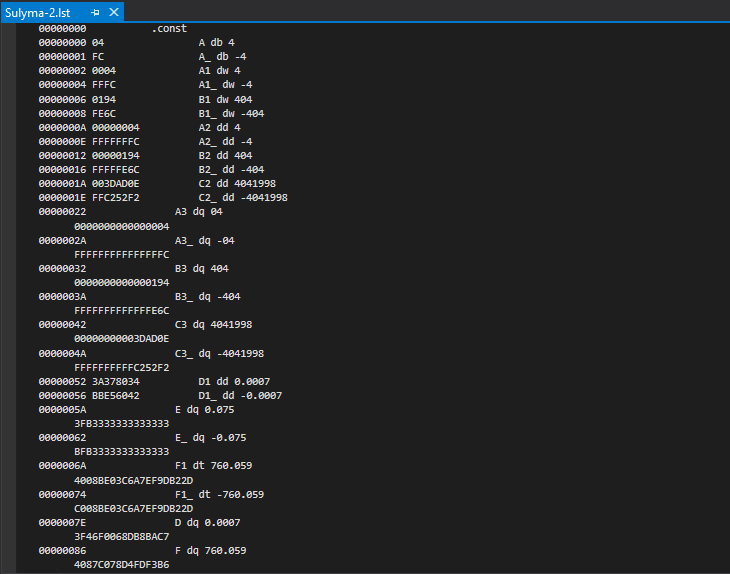 Sulyma-2.lst
00000000 .const
00000000 04 A db 4
00000001 FC A_ db -4
00000002 0004 A1 dw 4
00000004 FFFC A1_ dw -4
00000006 0194 B1 dw 404
00000008 FE6C B1_ dw -404
0000000A 00000004 A2 dd 4
0000000E FFFFFFFC A2_ dd -4
00000012 00000194 B2 dd 404
00000016 FFFFFE6C B2_ dd -404
0000001A 003DAD0E C2 dd 4041998
0000001E FFC252F2 C2_ dd -4041998
00000022 A3 dq 04
0000000000000004
0000002A A3_ dq -04
FFFFFFFFFFFFFFFC
00000032 B3 dq 404
0000000000000194
0000003A B3_ dq -404
FFFFFFFFFFFFFE6C
00000042 C3 dq 4041998
00000000003DAD0E
0000004A C3_ dq -4041998
FFFFFFFFFFC252F2
00000052 3A378034 D1 dd 0.0007
00000056 BBE56042 D1_ dd -0.0007
0000005A E dq 0.075
3FB3333333333333
00000062 E_ dq -0.075
BFB3333333333333
0000006A F1 dt 760.059
4008BE03C6A7EF9DB22D
00000074 F1_ dt -760.059
C008BE03C6A7EF9DB22D
0000007E D dq 0.0007
3F46F0068DB8BAC7
00000086 F dq 760.059
4087C078D4FDF3B6